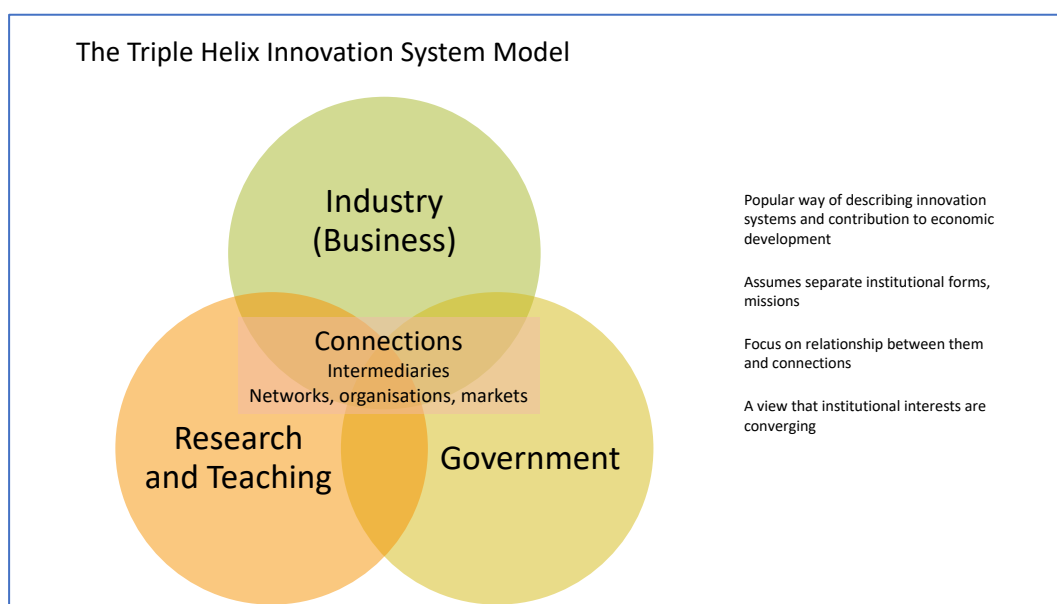 The Triple Helix Innovation System Model
Industry
(Business)
Connections
Intermediaries
Networks, organisations, markets
Research
and Teaching
Government
Popular way of describing innovation
systems and contribution to economic
development
Assumes separate institutional forms,
missions
Focus on relationship between them
and connections
A view that institutional interests are
converging